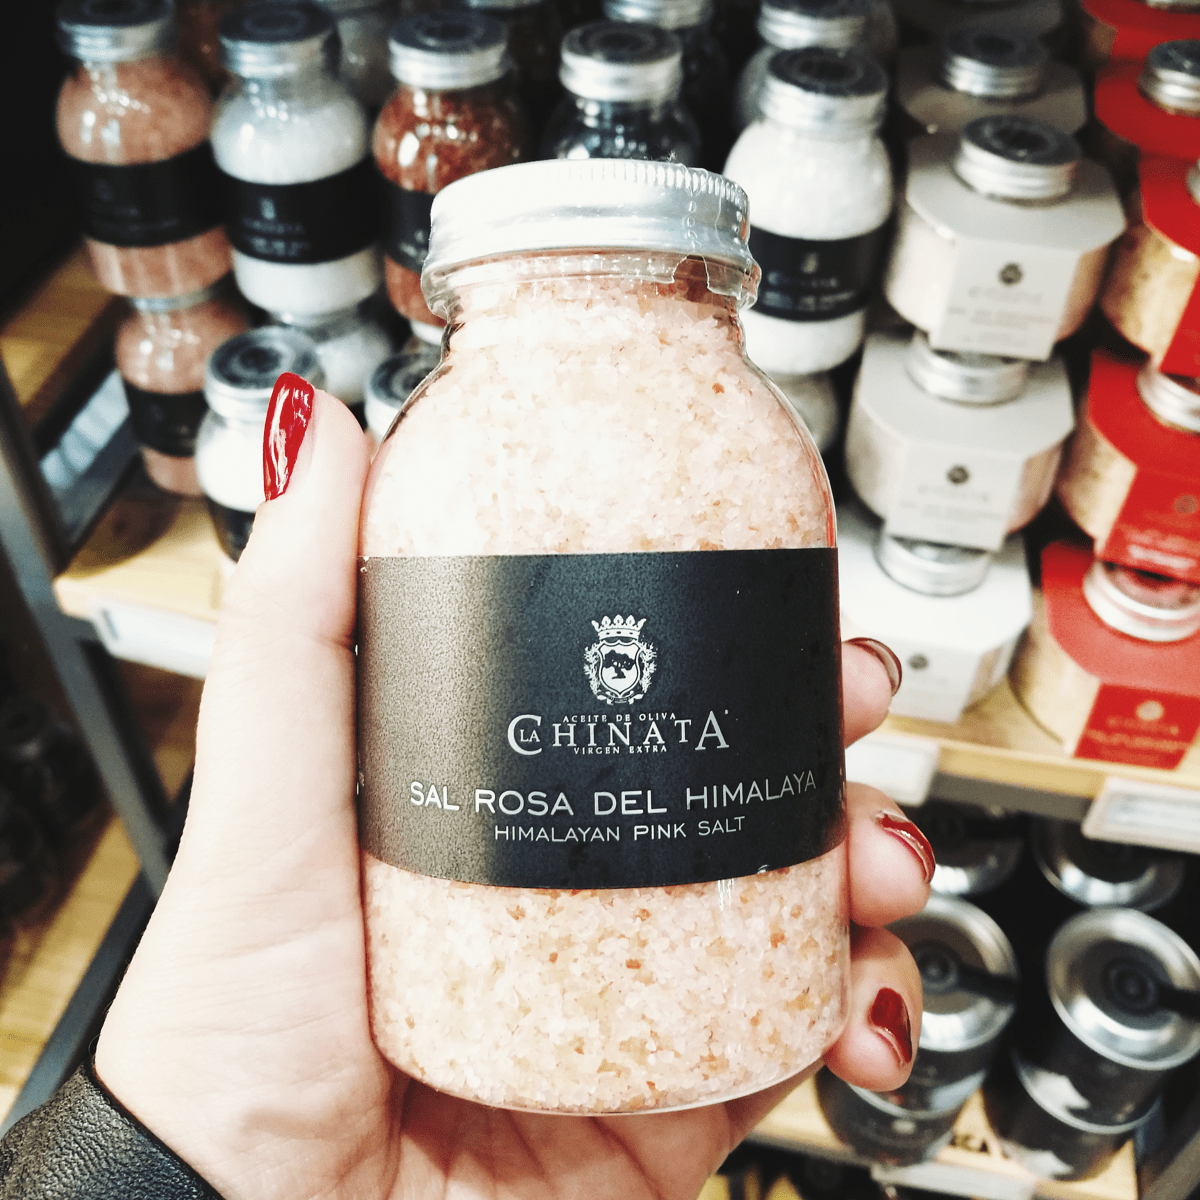 ACEITE DE OLIVA
LA CHINATA
VIRGEN EXTRA
SAL ROSA DEL HIMALAYA
HIMALAYAN PINK SALT